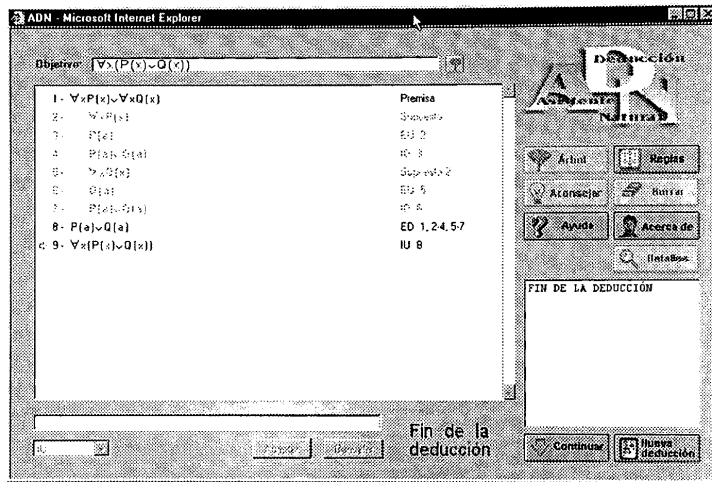 ADN - Microsoft Internet Explorer
Objetivo: ∀x(P(x)∨Q(x))
1- ∀xP(x)∨∀xQ(x) Premisa
2- ∀xP(x) Supuesto
3- P(a) EU 2
4- P(a)∨Q(a) ID 3
5- ∀xQ(x) Supuesto 2
6- Q(a) EU 5
7- P(a)∨Q(a) ID 6
8- P(a)∨Q(a) ED 1, 2-4, 5-7
9- ∀x(P(x)∨Q(x)) IU 8
Fin de la
deducción
Asistente
Deducción
Natural
Árbol
Reglas
Aconsejar
Borrar
Ayuda
Acerca de
Detalles
FIN DE LA DEDUCCIÓN
Continuar
Nueva
deducción